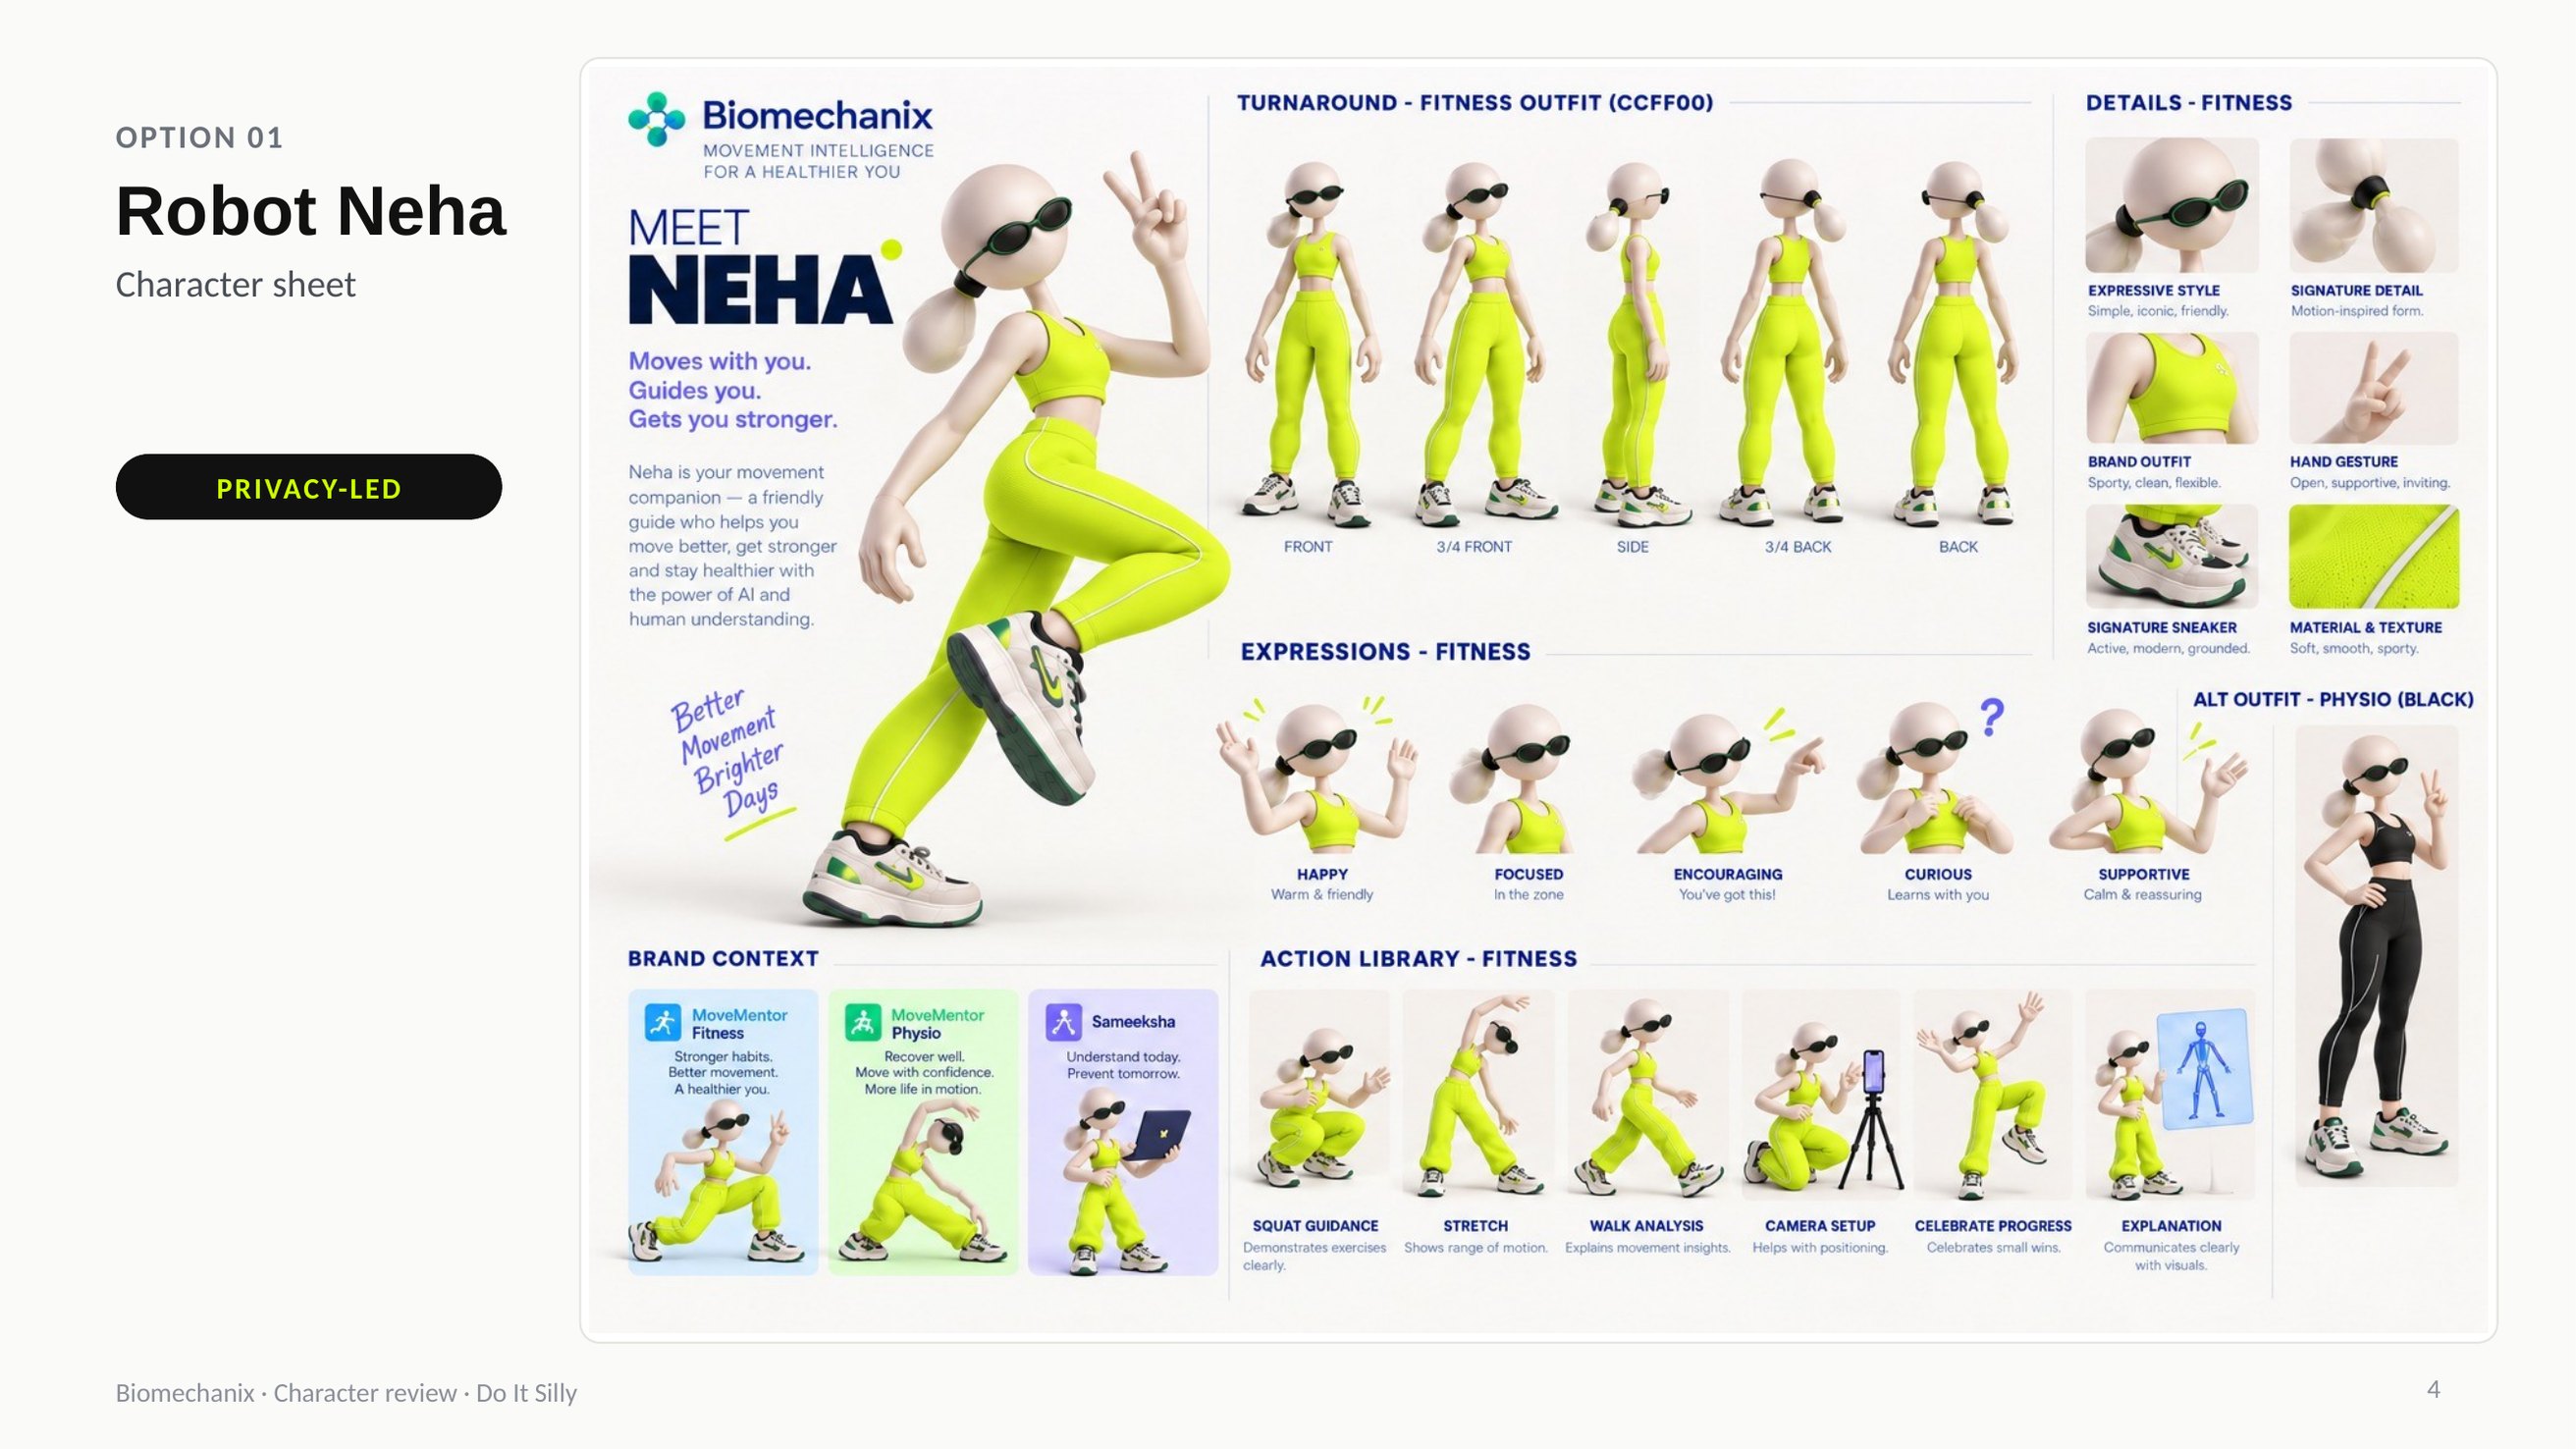 OPTION 01
Robot Neha
Character sheet
PRIVACY-LED
Biomechanix
MOVEMENT INTELLIGENCE
FOR A HEALTHIER YOU
MEET
NEHA
Moves with you.
Guides you.
Gets you stronger.
Neha is your movement
companion — a friendly
guide who helps you
move better, get stronger
and stay healthier with
the power of AI and
human understanding.
Better
Movement
Brighter
Days
TURNAROUND - FITNESS OUTFIT (CCFF00)
FRONT
3/4 FRONT
SIDE
3/4 BACK
BACK
DETAILS - FITNESS
EXPRESSIVE STYLE
Simple, iconic, friendly.
SIGNATURE DETAIL
Motion-inspired form.
BRAND OUTFIT
Sporty, clean, flexible.
HAND GESTURE
Open, supportive, inviting.
SIGNATURE SNEAKER
Active, modern, grounded.
MATERIAL & TEXTURE
Soft, smooth, sporty.
EXPRESSIONS - FITNESS
?
HAPPY
Warm & friendly
FOCUSED
In the zone
ENCOURAGING
You've got this!
CURIOUS
Learns with you
SUPPORTIVE
Calm & reassuring
ALT OUTFIT - PHYSIO (BLACK)
BRAND CONTEXT
MoveMentor
Fitness
Stronger habits.
Better movement.
A healthier you.
MoveMentor
Physio
Recover well.
Move with confidence.
More life in motion.
Sameeksha
Understand today.
Prevent tomorrow.
ACTION LIBRARY - FITNESS
SQUAT GUIDANCE
Demonstrates exercises
clearly.
STRETCH
Shows range of motion.
WALK ANALYSIS
Explains movement insights.
CAMERA SETUP
Helps with positioning.
CELEBRATE PROGRESS
Celebrates small wins.
EXPLANATION
Communicates clearly
with visuals.
Biomechanix · Character review · Do It Silly
4